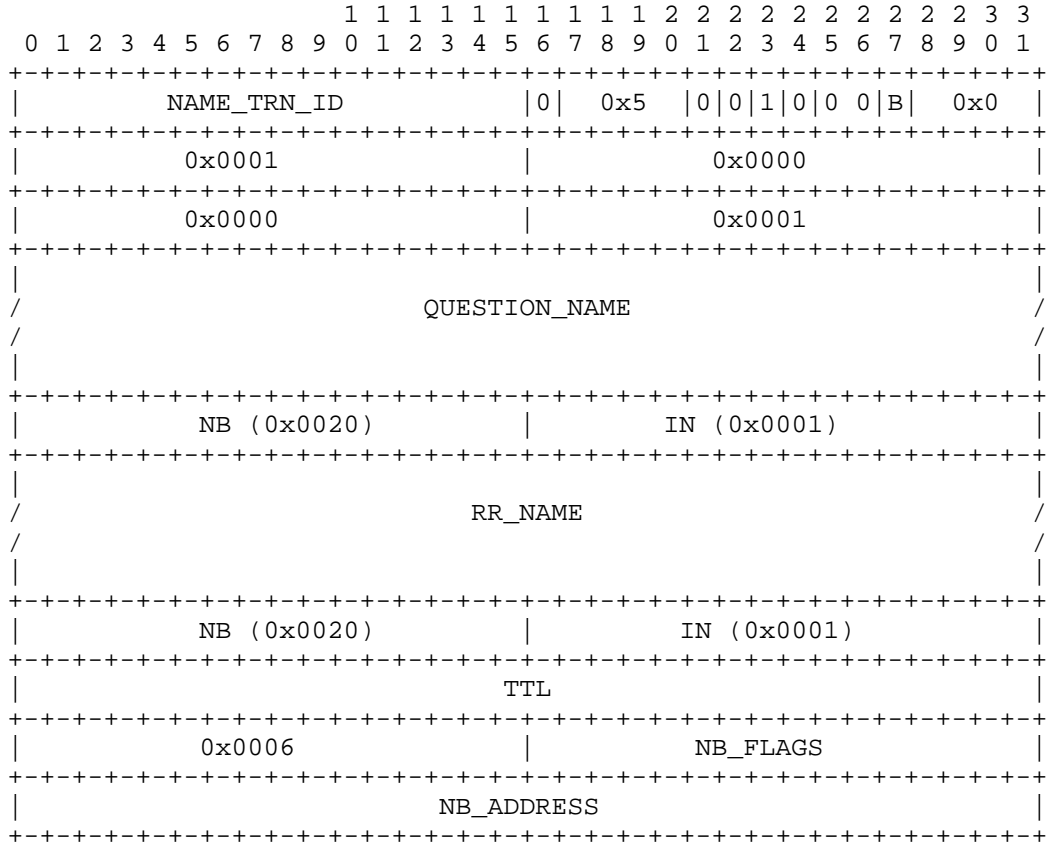 1 1 1 1 1 1 1 1 1 1 2 2 2 2 2 2 2 2 2 2 3 3
 0 1 2 3 4 5 6 7 8 9 0 1 2 3 4 5 6 7 8 9 0 1 2 3 4 5 6 7 8 9 0 1
+-+-+-+-+-+-+-+-+-+-+-+-+-+-+-+-+-+-+-+-+-+-+-+-+-+-+-+-+-+-+-+-+
|         NAME_TRN_ID           |0|  0x5  |0|0|1|0|0 0|B|  0x0  |
+-+-+-+-+-+-+-+-+-+-+-+-+-+-+-+-+-+-+-+-+-+-+-+-+-+-+-+-+-+-+-+-+
|          0x0001               |           0x0000              |
+-+-+-+-+-+-+-+-+-+-+-+-+-+-+-+-+-+-+-+-+-+-+-+-+-+-+-+-+-+-+-+-+
|          0x0000               |           0x0001              |
+-+-+-+-+-+-+-+-+-+-+-+-+-+-+-+-+-+-+-+-+-+-+-+-+-+-+-+-+-+-+-+-+
|                                                               |
/                         QUESTION_NAME                         /
/                                                               /
|                                                               |
+-+-+-+-+-+-+-+-+-+-+-+-+-+-+-+-+-+-+-+-+-+-+-+-+-+-+-+-+-+-+-+-+
|           NB (0x0020)         |        IN (0x0001)            |
+-+-+-+-+-+-+-+-+-+-+-+-+-+-+-+-+-+-+-+-+-+-+-+-+-+-+-+-+-+-+-+-+
|                                                               |
/                            RR_NAME                            /
/                                                               /
|                                                               |
+-+-+-+-+-+-+-+-+-+-+-+-+-+-+-+-+-+-+-+-+-+-+-+-+-+-+-+-+-+-+-+-+
|           NB (0x0020)         |         IN (0x0001)           |
+-+-+-+-+-+-+-+-+-+-+-+-+-+-+-+-+-+-+-+-+-+-+-+-+-+-+-+-+-+-+-+-+
|                              TTL                              |
+-+-+-+-+-+-+-+-+-+-+-+-+-+-+-+-+-+-+-+-+-+-+-+-+-+-+-+-+-+-+-+-+
|           0x0006              |          NB_FLAGS             |
+-+-+-+-+-+-+-+-+-+-+-+-+-+-+-+-+-+-+-+-+-+-+-+-+-+-+-+-+-+-+-+-+
|                          NB_ADDRESS                           |
+-+-+-+-+-+-+-+-+-+-+-+-+-+-+-+-+-+-+-+-+-+-+-+-+-+-+-+-+-+-+-+-+